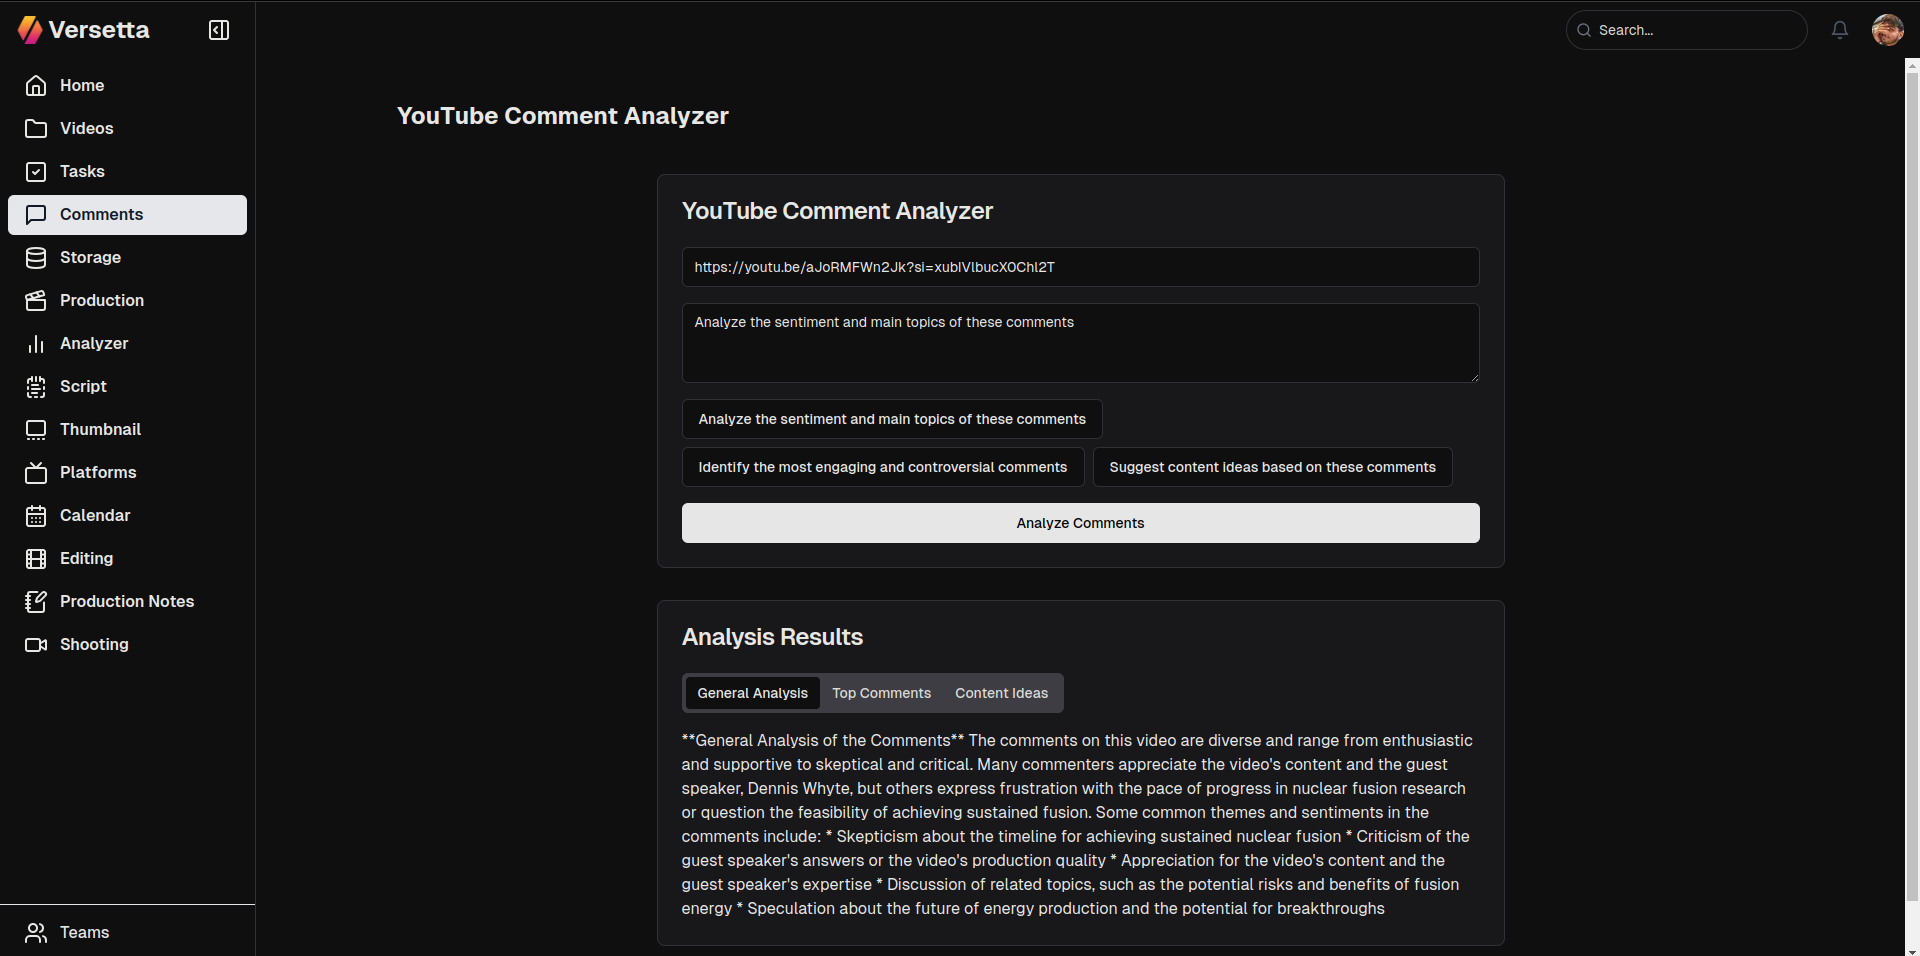 Versetta
Search...
Home
Videos
Tasks
Comments
Storage
Production
Analyzer
Script
Thumbnail
Platforms
Calendar
Editing
Production Notes
Shooting
Teams
YouTube Comment Analyzer
YouTube Comment Analyzer
https://youtu.be/aJoRMFWn2Jk?si=xubIVlbucX0Chl2T
Analyze the sentiment and main topics of these comments
Analyze the sentiment and main topics of these comments
Identify the most engaging and controversial comments
Suggest content ideas based on these comments
Analyze Comments
Analysis Results
General Analysis
Top Comments
Content Ideas
**General Analysis of the Comments** The comments on this video are diverse and range from enthusiastic
and supportive to skeptical and critical. Many commenters appreciate the video's content and the guest
speaker, Dennis Whyte, but others express frustration with the pace of progress in nuclear fusion research
or question the feasibility of achieving sustained fusion. Some common themes and sentiments in the
comments include: * Skepticism about the timeline for achieving sustained nuclear fusion * Criticism of the
guest speaker's answers or the video's production quality * Appreciation for the video's content and the
guest speaker's expertise * Discussion of related topics, such as the potential risks and benefits of fusion
energy * Speculation about the future of energy production and the potential for breakthroughs